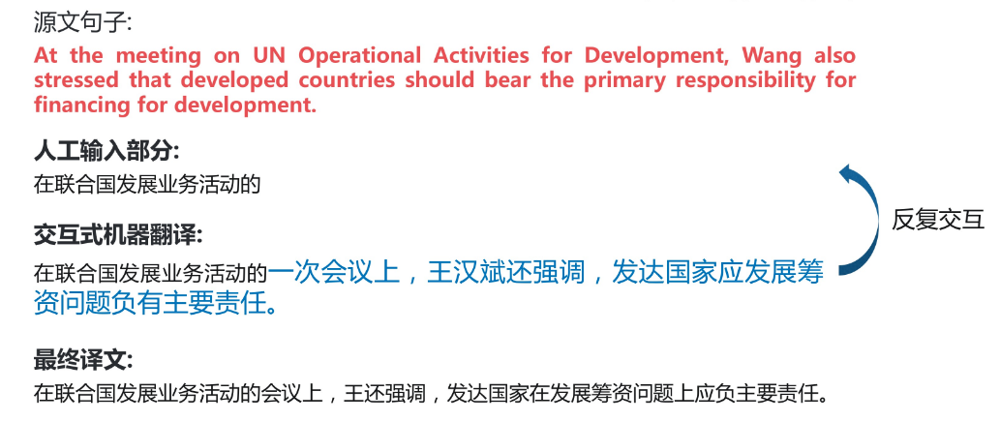 源文句子:
At the meeting on UN Operational Activities for Development, Wang also
stressed that developed countries should bear the primary responsibility for
financing for development.
人工输入部分:
在联合国发展业务活动的
反复交互
交互式机器翻译:
在联合国发展业务活动的一次会议上，王汉斌还强调，发达国家应发展筹
资问题负有主要责任。
最终译文:
在联合国发展业务活动的会议上，王还强调，发达国家在发展筹资问题上应负主要责任。